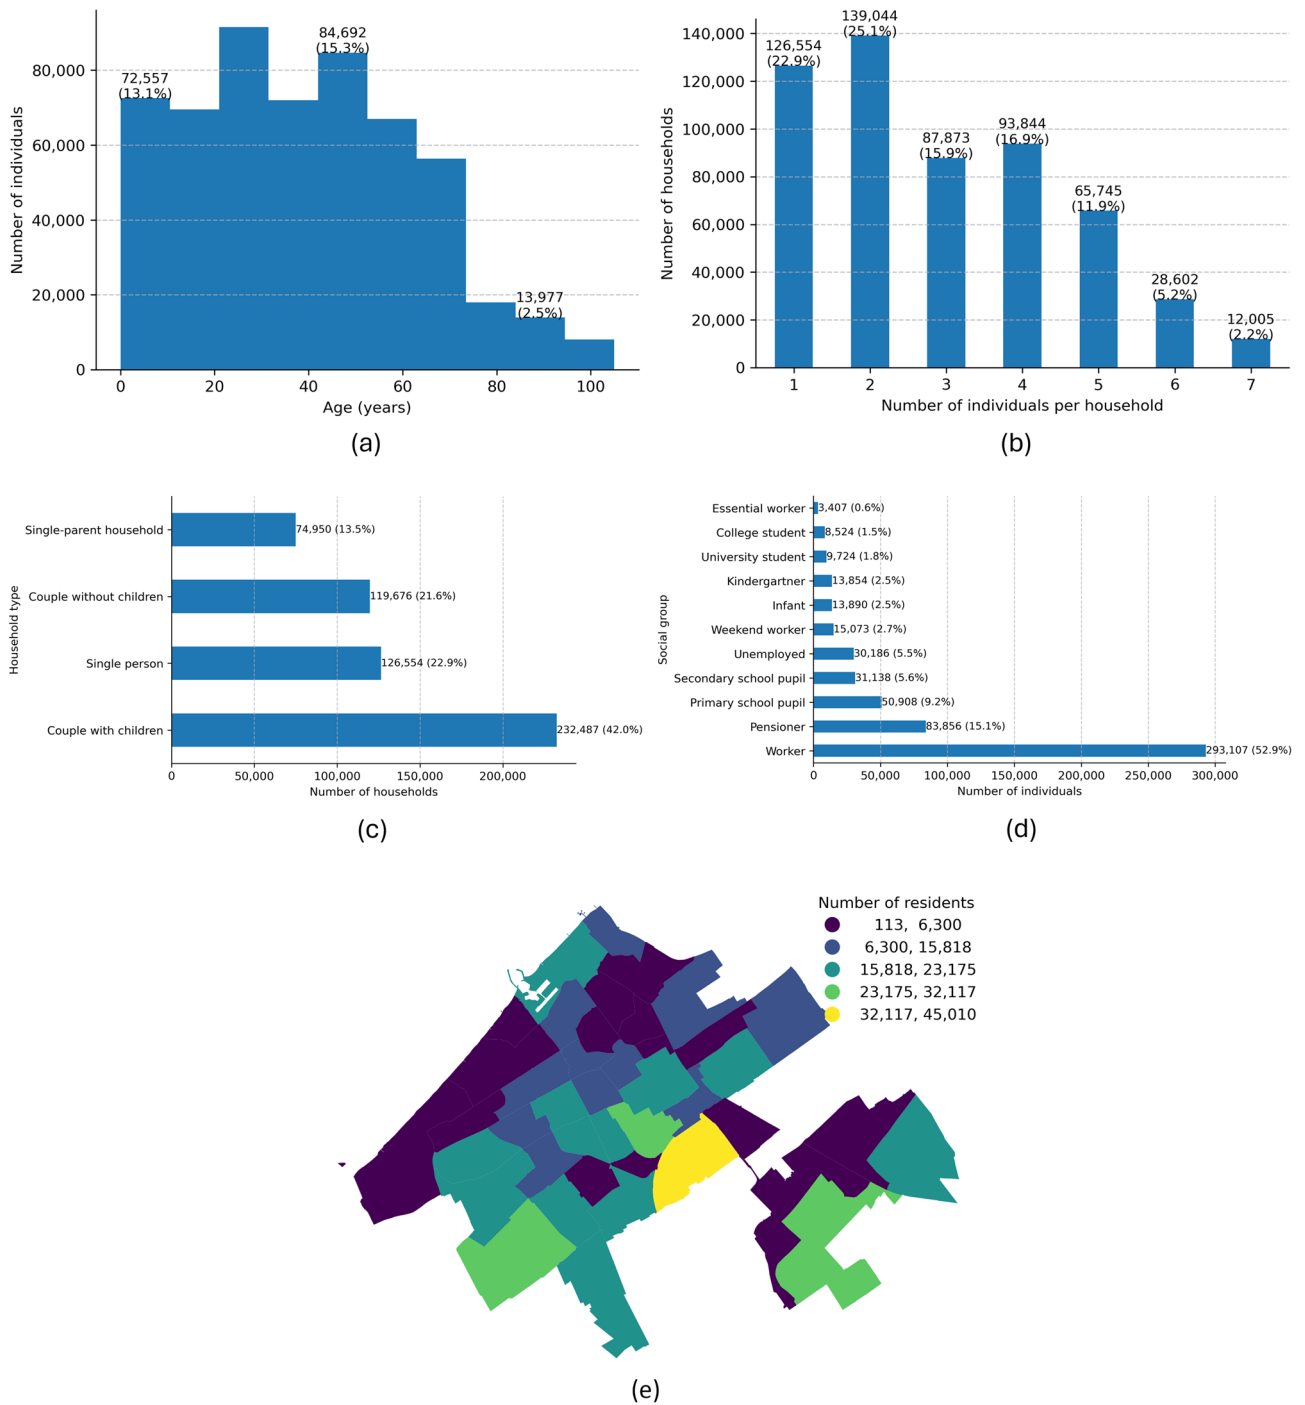 84,692
(15.3%)
72,557
(13.1%)
13,977
(2.5%)
80,000
60,000
40,000
20,000
0
Number of individuals
0 20 40 60 80 100
Age (years)
(a)
139,044
(25.1%)
126,554
(22.9%)
87,873
(15.9%)
93,844
(16.9%)
65,745
(11.9%)
28,602
(5.2%)
12,005
(2.2%)
140,000
120,000
100,000
80,000
60,000
40,000
20,000
0
Number of households
1 2 3 4 5 6 7
Number of individuals per household
(b)
Household type
Single-parent household 74,950 (13.5%)
Couple without children 119,676 (21.6%)
Single person 126,554 (22.9%)
Couple with children 232,487 (42.0%)
0 50,000 100,000 150,000 200,000
Number of households
(c)
Social group
Essential worker 3,407 (0.6%)
College student 8,524 (1.5%)
University student 9,724 (1.8%)
Kindergartner 13,854 (2.5%)
Infant 13,890 (2.5%)
Weekend worker 15,073 (2.7%)
Unemployed 30,186 (5.5%)
Secondary school pupil 31,138 (5.6%)
Primary school pupil 50,908 (9.2%)
Pensioner 83,856 (15.1%)
Worker 293,107 (52.9%)
0 50,000 100,000 150,000 200,000 250,000 300,000
Number of individuals
(d)
Number of residents
113, 6,300
6,300, 15,818
15,818, 23,175
23,175, 32,117
32,117, 45,010
(e)